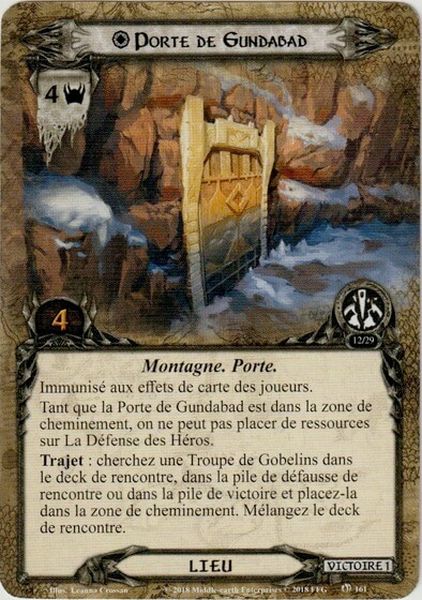 PORTE DE GUNDABAD
4
4
12/29
Montagne. Porte.
Immunisé aux effets de carte des joueurs.
Tant que la Porte de Gundabad est dans la zone de
cheminement, on ne peut pas placer de ressources
sur La Défense des Héros.
Trajet : cherchez une Troupe de Gobelins dans
le deck de rencontre, dans la pile de défausse de
rencontre ou dans la pile de victoire et placez-la
dans la zone de cheminement. Mélangez le deck
de rencontre.
LIEU
VICTOIRE 1
Illus. Leanna Crossan
©2018 Middle-earth Enterprises © 2018 FFG
161